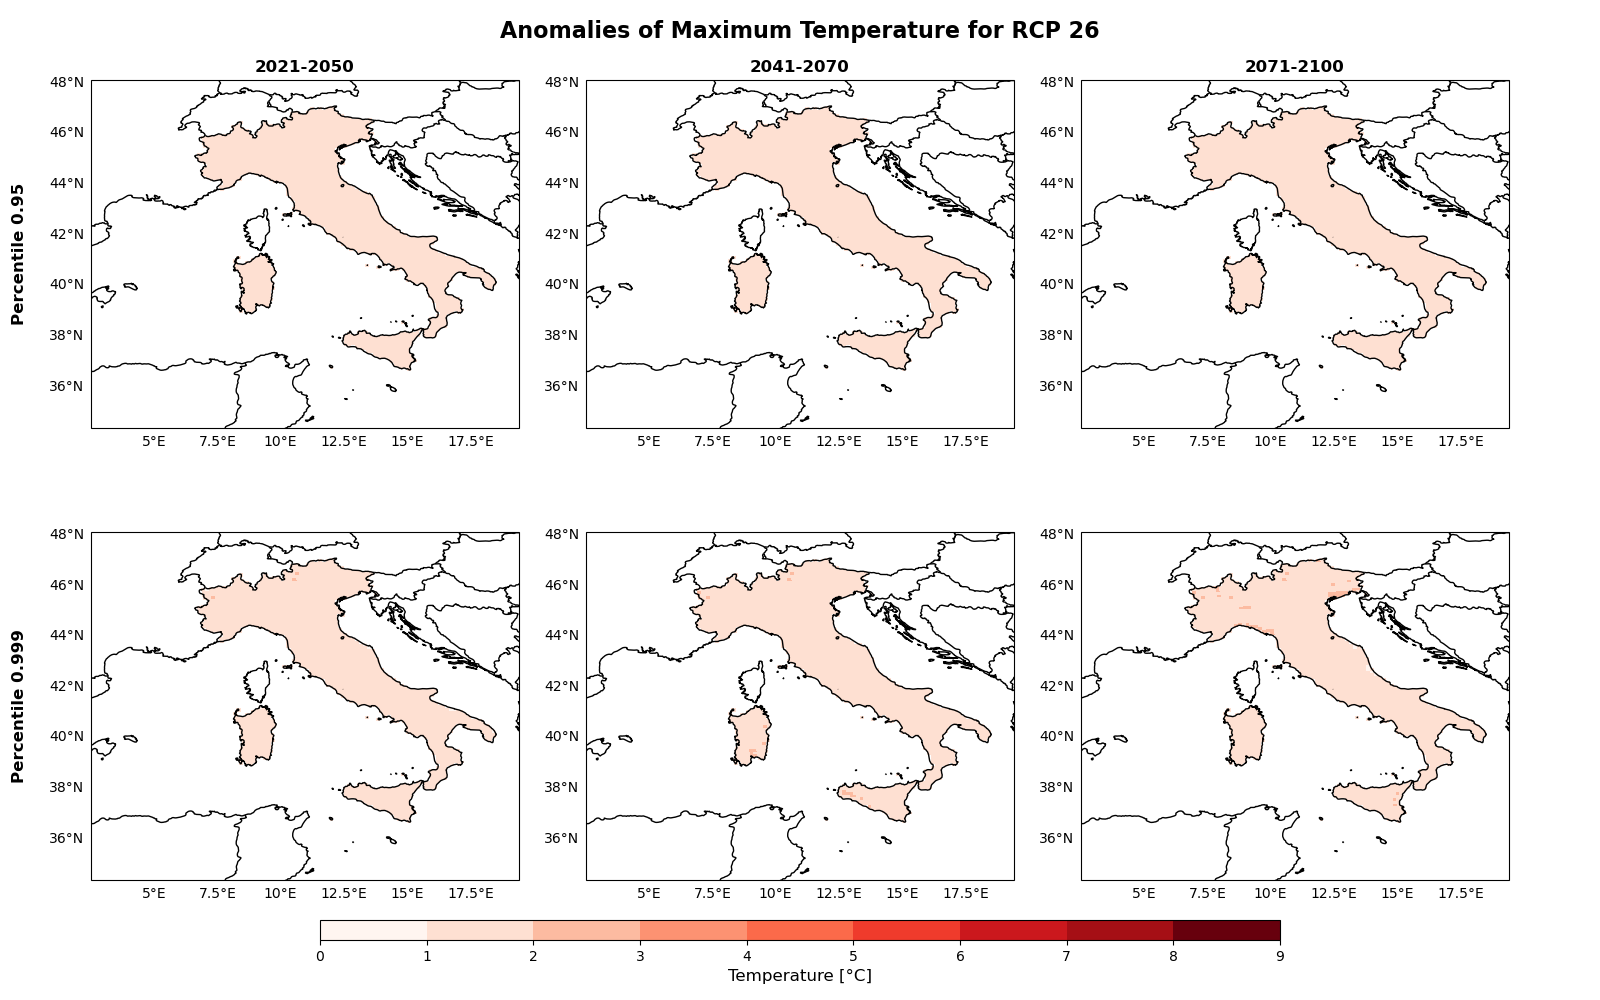 Anomalies of Maximum Temperature for RCP 26
2021-2050 2041-2070 2071-2100
Percentile 0.95
48°N 48°N 48°N
46°N 46°N 46°N
44°N 44°N 44°N
42°N 42°N 42°N
40°N 40°N 40°N
38°N 38°N 38°N
36°N 36°N 36°N
5°E 7.5°E 10°E 12.5°E 15°E 17.5°E 5°E 7.5°E 10°E 12.5°E 15°E 17.5°E 5°E 7.5°E 10°E 12.5°E 15°E 17.5°E
Percentile 0.999
48°N 48°N 48°N
46°N 46°N 46°N
44°N 44°N 44°N
42°N 42°N 42°N
40°N 40°N 40°N
38°N 38°N 38°N
36°N 36°N 36°N
5°E 7.5°E 10°E 12.5°E 15°E 17.5°E 5°E 7.5°E 10°E 12.5°E 15°E 17.5°E 5°E 7.5°E 10°E 12.5°E 15°E 17.5°E
0 1 2 3 4 5 6 7 8 9
Temperature [°C]